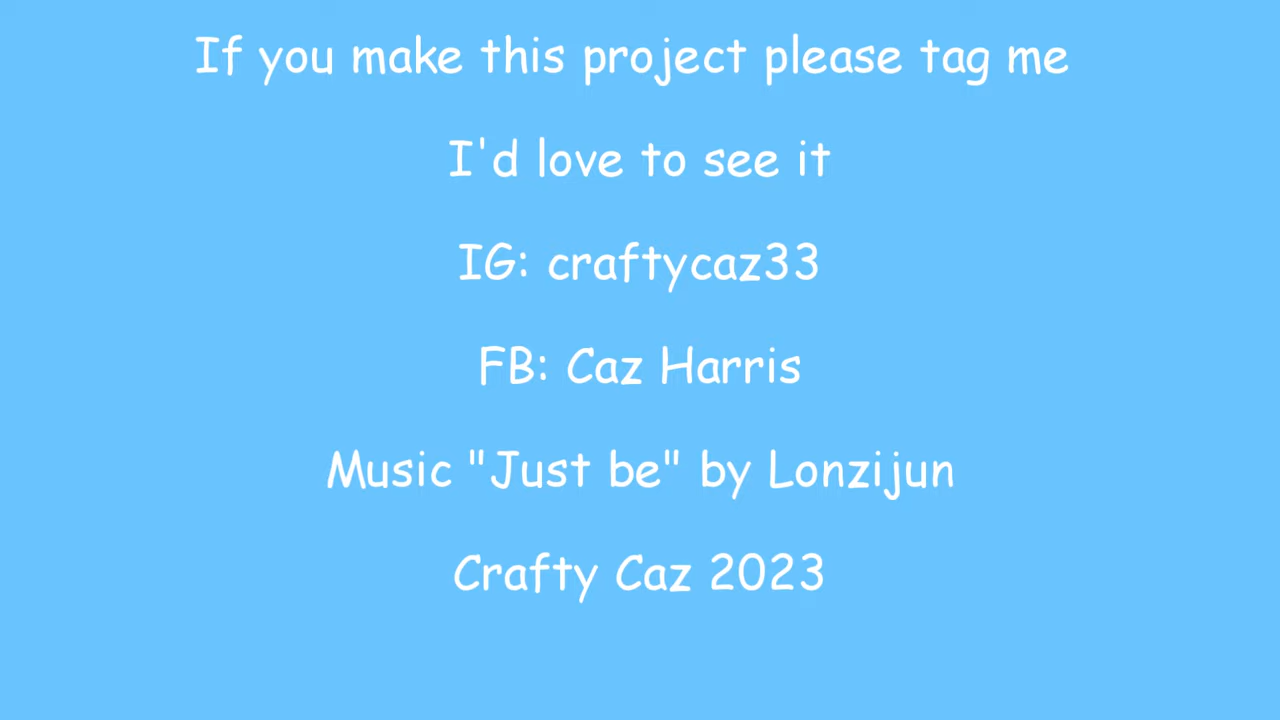 If you make this project please tag me
I'd love to see it
IG: craftycaz33
FB: Caz Harris
Music "Just be" by Lonzijun
Crafty Caz 2023